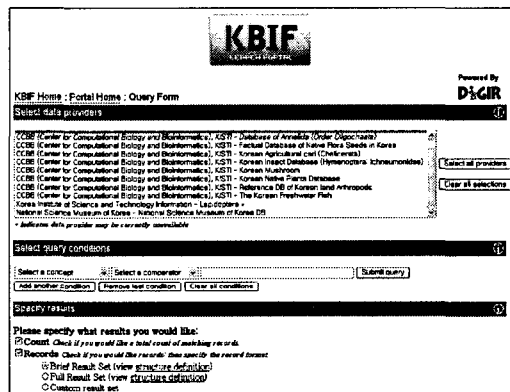 KBIF
SEARCH PORTAL
Powered By
DiGIR
KBIF Home : Portal Home : Query Form
Select data providers
CCBB (Center for Computational Biology and Bioinformatics), KISTI - Database of Annelida (Order Oligochaeta)
CCBB (Center for Computational Biology and Bioinformatics), KISTI - Factual Database of Native Flora Seeds in Korea
CCBB (Center for Computational Biology and Bioinformatics), KISTI - Korean Agricultural part (Chelicerata)
CCBB (Center for Computational Biology and Bioinformatics), KISTI - Korean Insect Database (Hymenoptera: Ichneumonidae)
CCBB (Center for Computational Biology and Bioinformatics), KISTI - Korean Mushroom
CCBB (Center for Computational Biology and Bioinformatics), KISTI - Korean Native Plants Database
CCBB (Center for Computational Biology and Bioinformatics), KISTI - Reference DB of Korean land Arthropods
CCBB (Center for Computational Biology and Bioinformatics), KISTI - The Korean Freshwater Fish
Korea Institute of Science and Technology Information - Lepidoptera *
National Science Museum of Korea - National Science Museum of Korea DB
Select all providers
Clear all selections
* Indicates data provider may be currently unavailable
Select query conditions
Select a concept
Select a comparator
Submit query
Add another condition
Remove last condition
Clear all conditions
Specify results
Please specify what results you would like:
Count Check if you would like a total count of matching records.
Records Check if you would like records: then specify the record format
Brief Result Set (view structure definition)
Full Result Set (view structure definition)
Custom result set